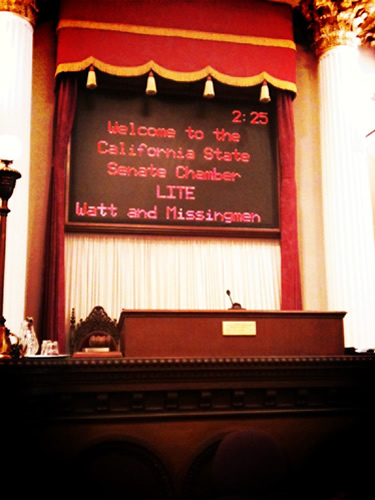 2:25
Welcome to the
California State
Senate Chamber
LITE
Watt and Missingmen